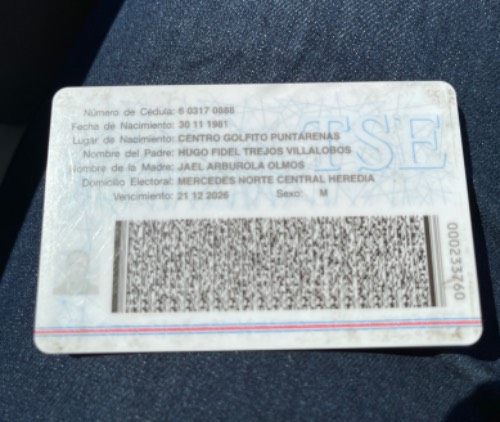 Número de Cédula: 6 0317 0888
Fecha de Nacimiento: 30 11 1981
Lugar de Nacimiento: CENTRO GOLFITO PUNTARENAS
Nombre del Padre: HUGO FIDEL TREJOS VILLALOBOS
Nombre de la Madre: JAEL ARBUROLA OLMOS
Domicilio Electoral: MERCEDES NORTE CENTRAL HEREDIA
Vencimiento: 21 12 2026 Sexo: M
TSE
000233760